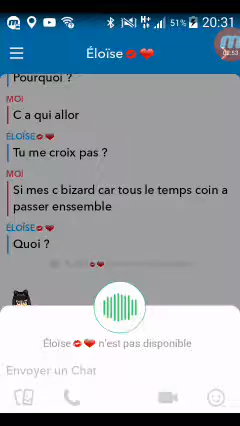 51% 20:31
Éloïse💋❤️
Pourquoi ?
MOI
C a qui allor
ÉLOÏSE💋❤️
Tu me croix pas ?
MOI
Si mes c bizard car tous le temps coin a
passer enssemble
ÉLOÏSE💋❤️
Quoi ?
Éloïse💋❤️ n'est pas disponible
Envoyer un Chat